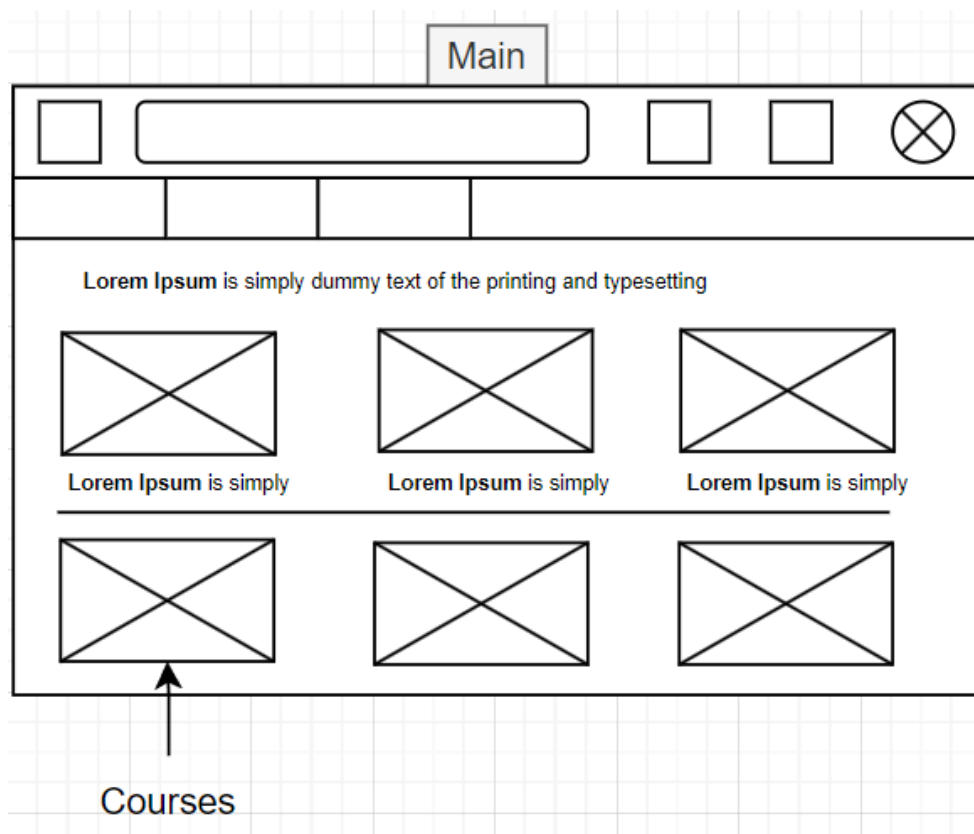 Main
Lorem Ipsum is simply dummy text of the printing and typesetting
Lorem Ipsum is simply
Lorem Ipsum is simply
Lorem Ipsum is simply
Courses